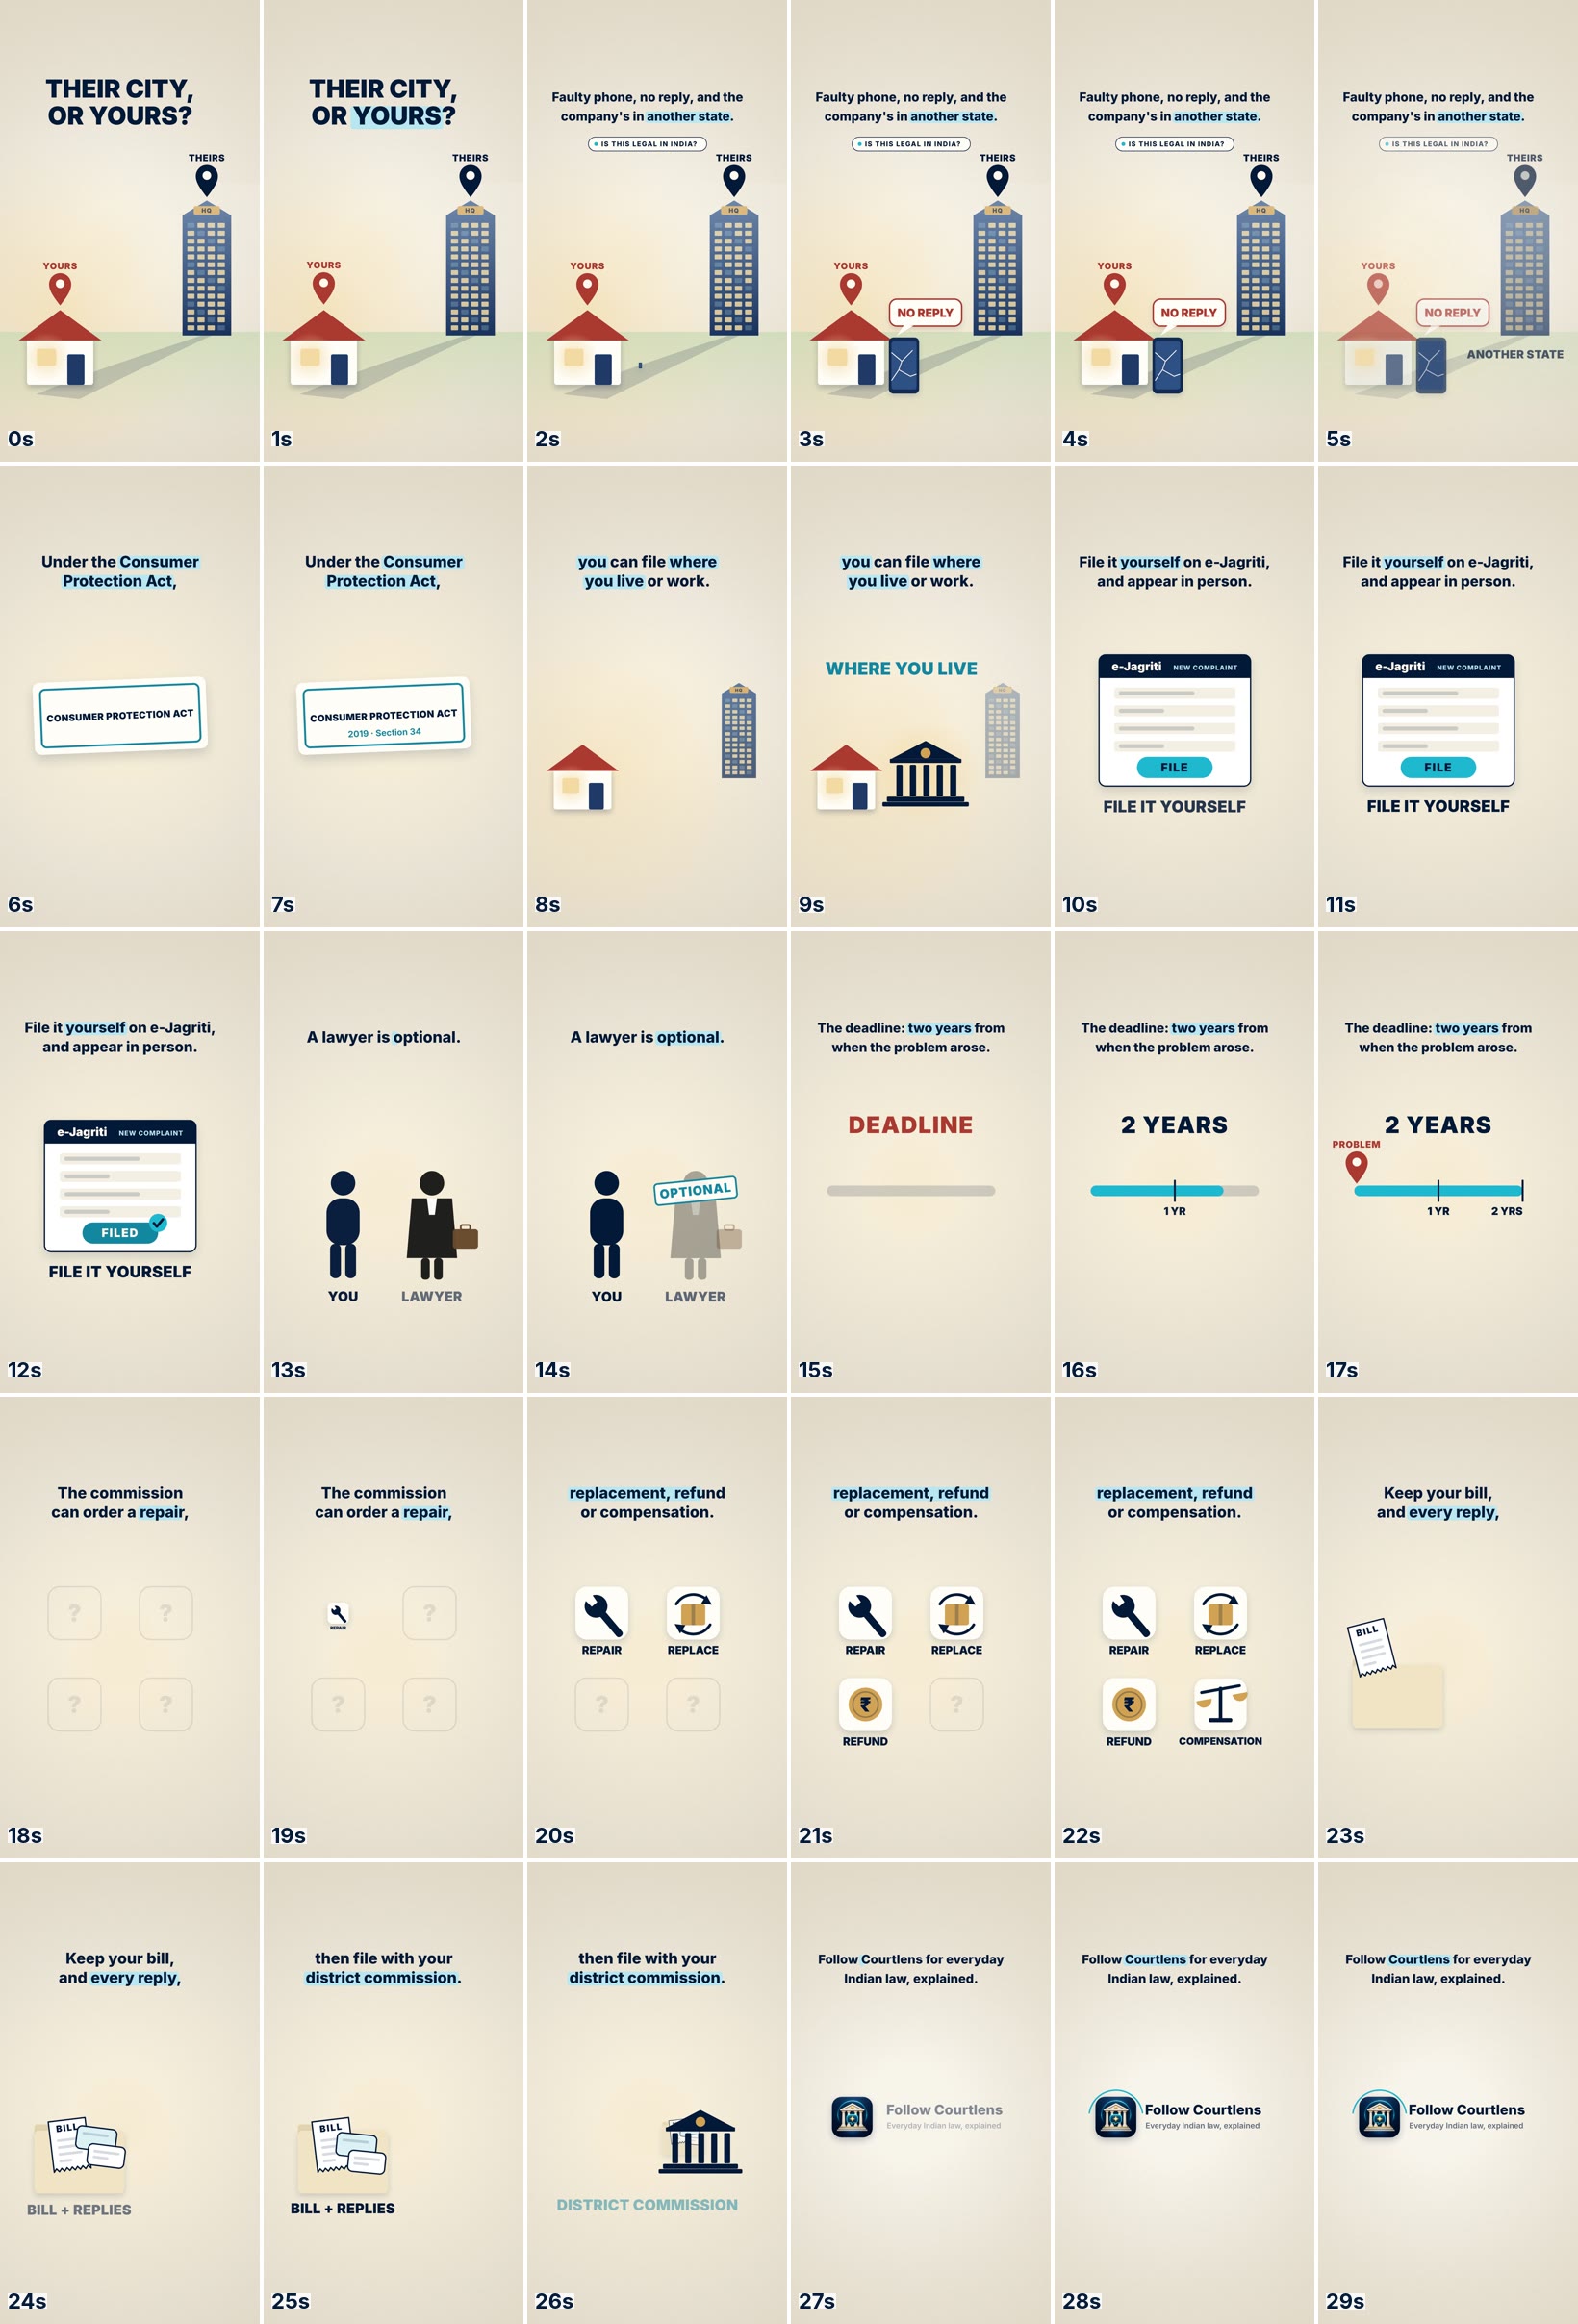 THEIR CITY,
OR YOURS?
THEIRS
HQ
YOURS
0s
THEIR CITY,
OR YOURS?
THEIRS
HQ
YOURS
1s
Faulty phone, no reply, and the
company's in another state.
IS THIS LEGAL IN INDIA?
THEIRS
HQ
YOURS
2s
Faulty phone, no reply, and the
company's in another state.
IS THIS LEGAL IN INDIA?
THEIRS
HQ
YOURS
NO REPLY
3s
Faulty phone, no reply, and the
company's in another state.
IS THIS LEGAL IN INDIA?
THEIRS
HQ
YOURS
NO REPLY
4s
Faulty phone, no reply, and the
company's in another state.
IS THIS LEGAL IN INDIA?
THEIRS
HQ
YOURS
NO REPLY
ANOTHER STATE
5s
Under the Consumer
Protection Act,
CONSUMER PROTECTION ACT
6s
Under the Consumer
Protection Act,
CONSUMER PROTECTION ACT
2019 · Section 34
7s
you can file where
you live or work.
HQ
8s
you can file where
you live or work.
WHERE YOU LIVE
HQ
9s
File it yourself on e-Jagriti,
and appear in person.
e-Jagriti NEW COMPLAINT
FILE
FILE IT YOURSELF
10s
File it yourself on e-Jagriti,
and appear in person.
e-Jagriti NEW COMPLAINT
FILE
FILE IT YOURSELF
11s
File it yourself on e-Jagriti,
and appear in person.
e-Jagriti NEW COMPLAINT
FILED
FILE IT YOURSELF
12s
A lawyer is optional.
YOU LAWYER
13s
A lawyer is optional.
OPTIONAL
YOU LAWYER
14s
The deadline: two years from
when the problem arose.
DEADLINE
15s
The deadline: two years from
when the problem arose.
2 YEARS
1 YR
16s
The deadline: two years from
when the problem arose.
2 YEARS
PROBLEM
1 YR 2 YRS
17s
The commission
can order a repair,
? ?
? ?
18s
The commission
can order a repair,
REPAIR ?
? ?
19s
replacement, refund
or compensation.
REPAIR REPLACE
? ?
20s
replacement, refund
or compensation.
REPAIR REPLACE
₹ ?
REFUND
21s
replacement, refund
or compensation.
REPAIR REPLACE
₹
REFUND COMPENSATION
22s
Keep your bill,
and every reply,
BILL
23s
Keep your bill,
and every reply,
BILL
BILL + REPLIES
24s
then file with your
district commission.
BILL
BILL + REPLIES
25s
then file with your
district commission.
DISTRICT COMMISSION
26s
Follow Courtlens for everyday
Indian law, explained.
Follow Courtlens
Everyday Indian law, explained
27s
Follow Courtlens for everyday
Indian law, explained.
Follow Courtlens
Everyday Indian law, explained
28s
Follow Courtlens for everyday
Indian law, explained.
Follow Courtlens
Everyday Indian law, explained
29s